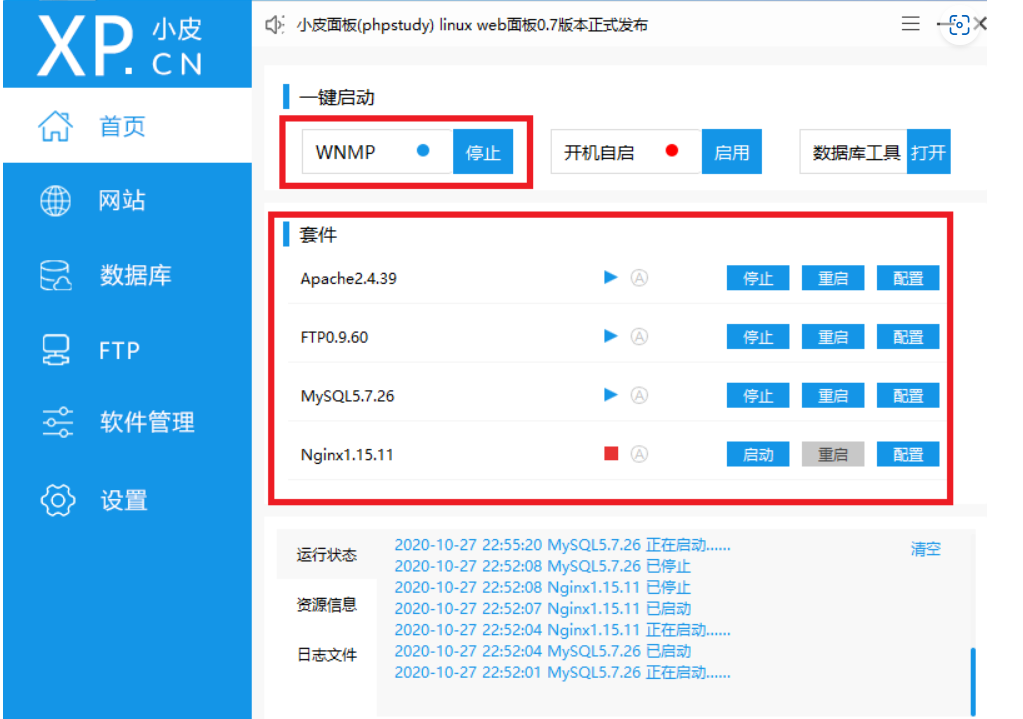 XP.CN 小皮
小皮面板(phpstudy) linux web面板0.7版本正式发布
首页
网站
数据库
FTP
软件管理
设置
一键启动
WNMP 停止 开机自启 启用 数据库工具 打开
套件
Apache2.4.39 Ⓐ 停止 重启 配置
FTP0.9.60 Ⓐ 停止 重启 配置
MySQL5.7.26 Ⓐ 停止 重启 配置
Nginx1.15.11 Ⓐ 启动 重启 配置
运行状态
资源信息
日志文件
2020-10-27 22:55:20 MySQL5.7.26 正在启动......
2020-10-27 22:52:08 MySQL5.7.26 已停止
2020-10-27 22:52:08 Nginx1.15.11 已停止
2020-10-27 22:52:07 Nginx1.15.11 已启动
2020-10-27 22:52:04 Nginx1.15.11 正在启动......
2020-10-27 22:52:04 MySQL5.7.26 已启动
2020-10-27 22:52:01 MySQL5.7.26 正在启动......
清空